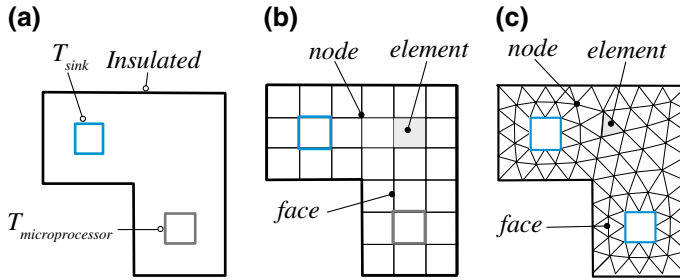 (a)
T_sink
Insulated
T_microprocessor
(b)
node
element
face
(c)
node
element
face